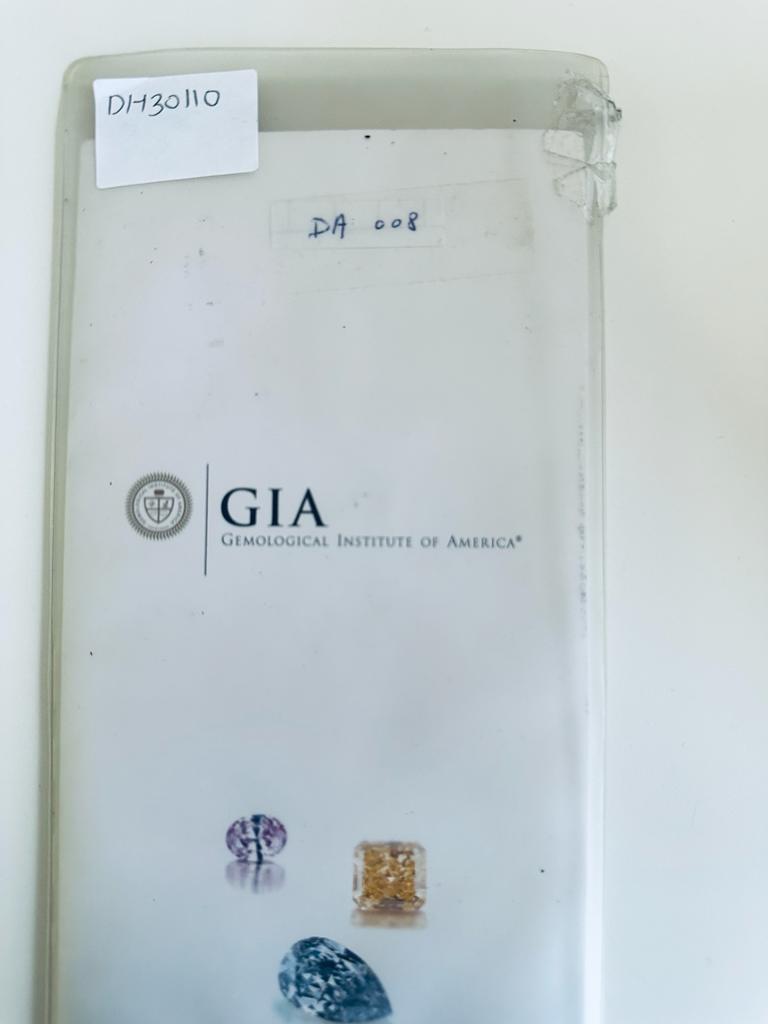 DH30110
DA 008
GIA
GEMOLOGICAL INSTITUTE OF AMERICA®